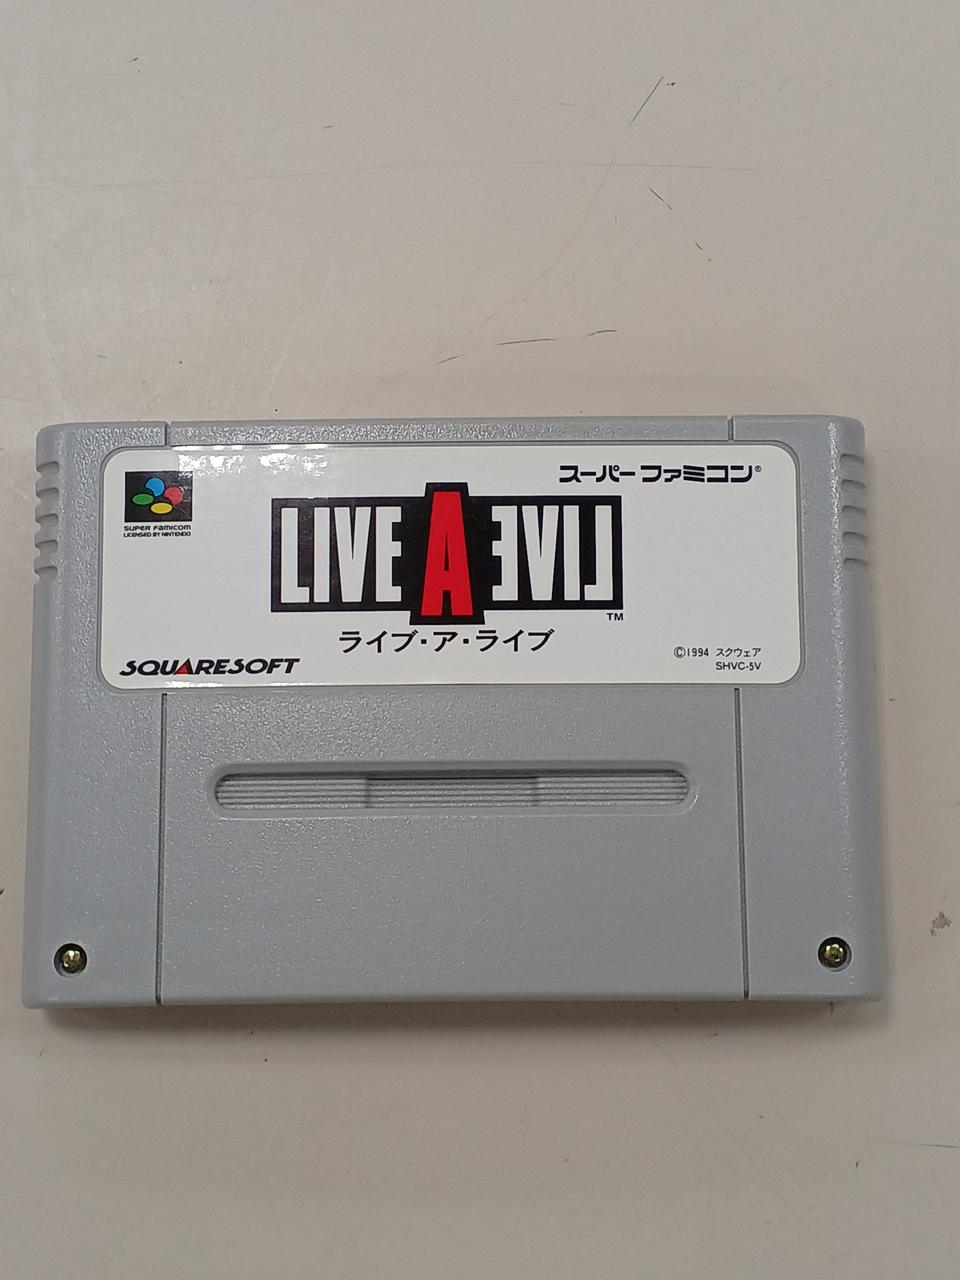 スーパーファミコン®
SUPER FAMICOM
LICENSED BY NINTENDO
LIVE A EVIL
TM
ライブ・ア・ライブ
SQUARESOFT
©1994 スクウェア
SHVC-5V